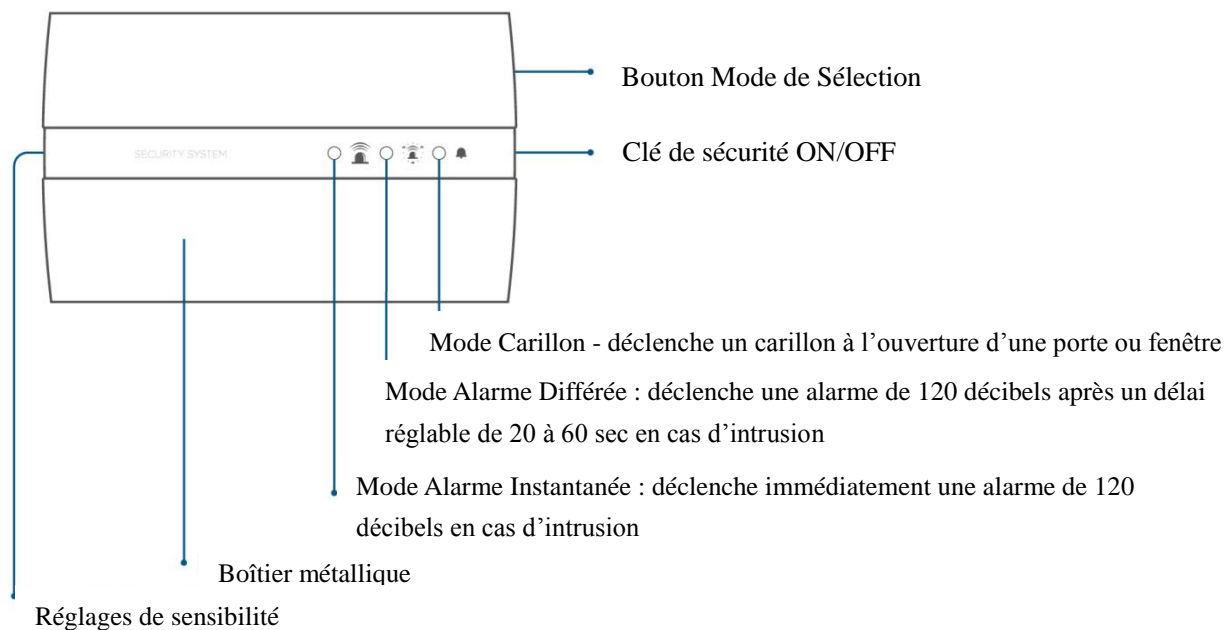 Bouton Mode de Sélection
SECURITY SYSTEM
Clé de sécurité ON/OFF
Mode Carillon - déclenche un carillon à l’ouverture d’une porte ou fenêtre
Mode Alarme Différée : déclenche une alarme de 120 décibels après un délai
réglable de 20 à 60 sec en cas d’intrusion
Mode Alarme Instantanée : déclenche immédiatement une alarme de 120
décibels en cas d’intrusion
Boîtier métallique
Réglages de sensibilité